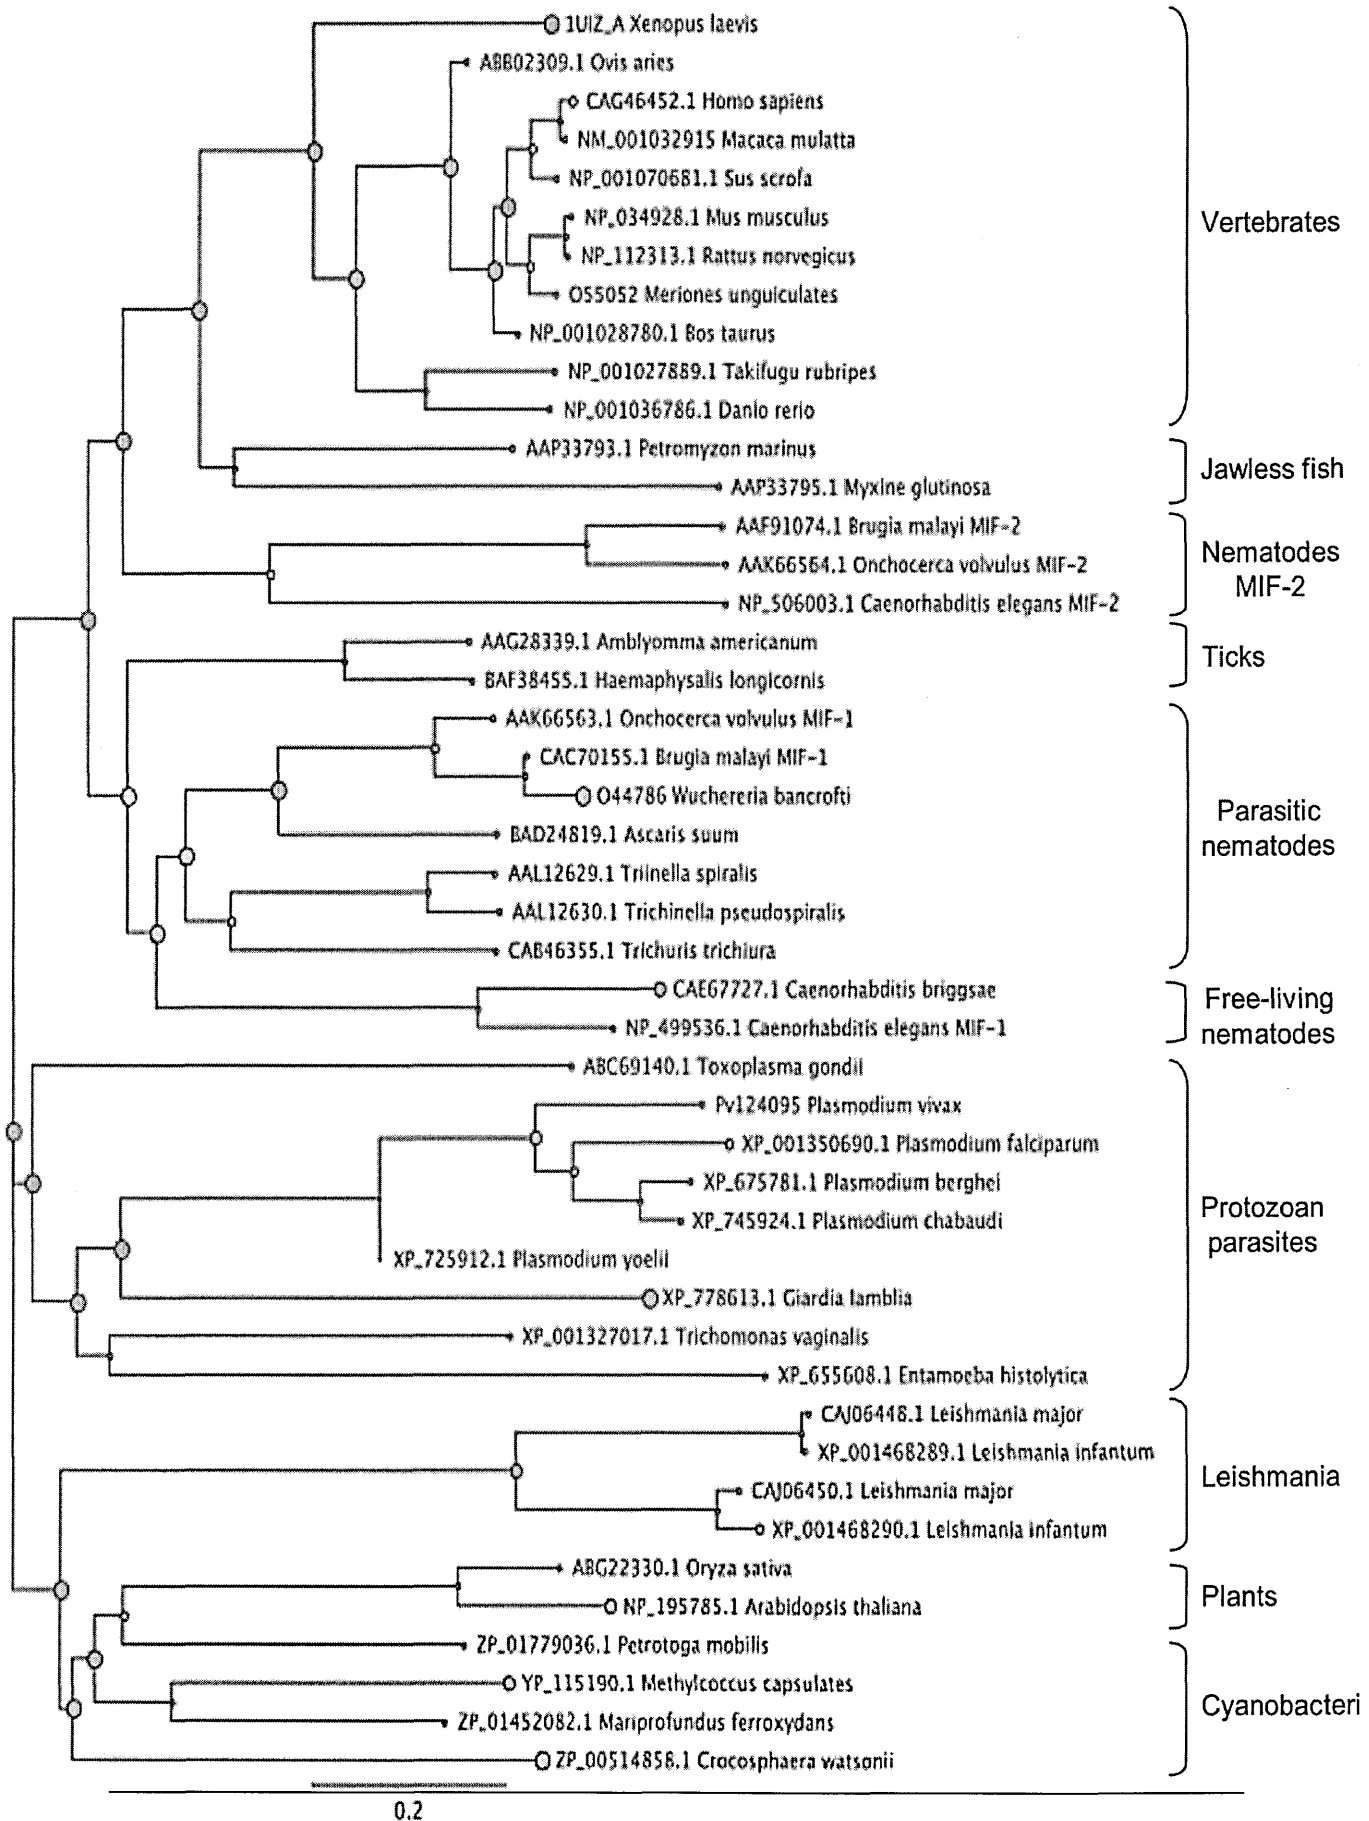 1UIZ_A Xenopus laevis
ABB02309.1 Ovis aries
CAG46452.1 Homo sapiens
NM_001032915 Macaca mulatta
NP_001070681.1 Sus scrofa
NP_034928.1 Mus musculus
NP_112313.1 Rattus norvegicus
O55052 Meriones unguiculates
NP_001028780.1 Bos taurus
NP_001027889.1 Takifugu rubripes
NP_001036786.1 Danio rerio
Vertebrates
AAP33793.1 Petromyzon marinus
AAP33795.1 Myxine glutinosa
Jawless fish
AAF91074.1 Brugia malayi MIF-2
AAK66564.1 Onchocerca volvulus MIF-2
NP_506003.1 Caenorhabditis elegans MIF-2
Nematodes
MIF-2
AAG28339.1 Amblyomma americanum
BAF38455.1 Haemaphysalis longicornis
Ticks
AAK66563.1 Onchocerca volvulus MIF-1
CAC70155.1 Brugia malayi MIF-1
O44786 Wuchereria bancrofti
BAD24819.1 Ascaris suum
AAL12629.1 Triinella spiralis
AAL12630.1 Trichinella pseudospiralis
CAB46355.1 Trichuris trichiura
Parasitic
nematodes
CAE67727.1 Caenorhabditis briggsae
NP_499536.1 Caenorhabditis elegans MIF-1
Free-living
nematodes
ABC69140.1 Toxoplasma gondii
Pv124095 Plasmodium vivax
XP_001350690.1 Plasmodium falciparum
XP_675781.1 Plasmodium berghei
XP_745924.1 Plasmodium chabaudi
XP_725912.1 Plasmodium yoelii
XP_778613.1 Giardia lamblia
XP_001327017.1 Trichomonas vaginalis
XP_655608.1 Entamoeba histolytica
Protozoan
parasites
CAJ06448.1 Leishmania major
XP_001468289.1 Leishmania infantum
CAJ06450.1 Leishmania major
XP_001468290.1 Leishmania infantum
Leishmania
ABG22330.1 Oryza sativa
NP_195785.1 Arabidopsis thaliana
Plants
ZP_01779036.1 Petrotoga mobilis
YP_115190.1 Methylcoccus capsulates
ZP_01452082.1 Mariprofundus ferroxydans
ZP_00514858.1 Crocosphaera watsonii
Cyanobacteri
0.2